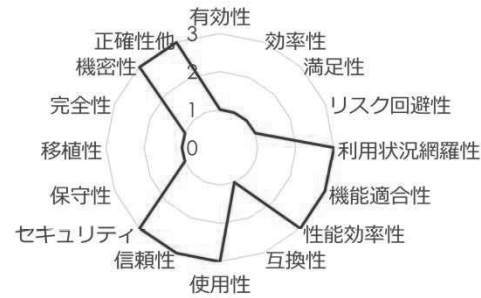 有効性
効率性
満足性
リスク回避性
利用状況網羅性
機能適合性
性能効率性
互換性
使用性
信頼性
セキュリティ
保守性
移植性
完全性
機密性
正確性他
3
2
1
0